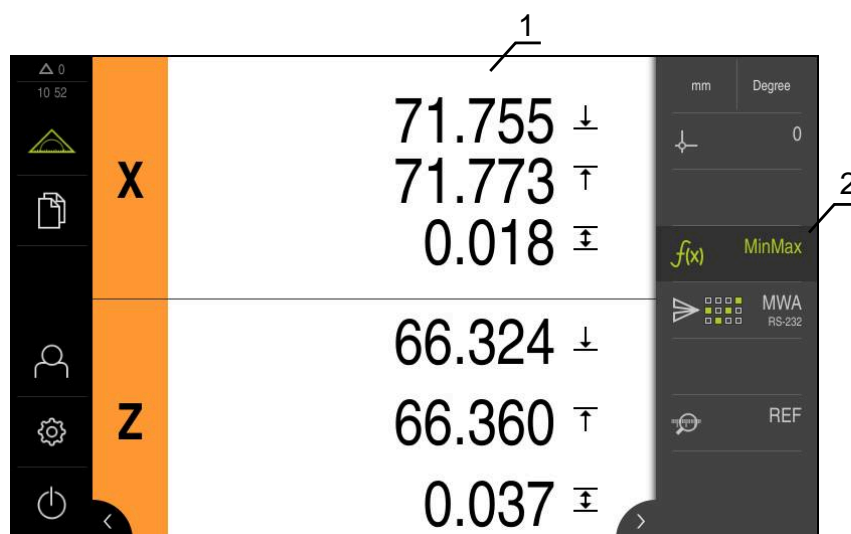 1
△ 0
10 52
X
71.755
71.773
0.018
Z
66.324
66.360
0.037
mm Degree
0
2
f(x) MinMax
MWA
RS-232
REF